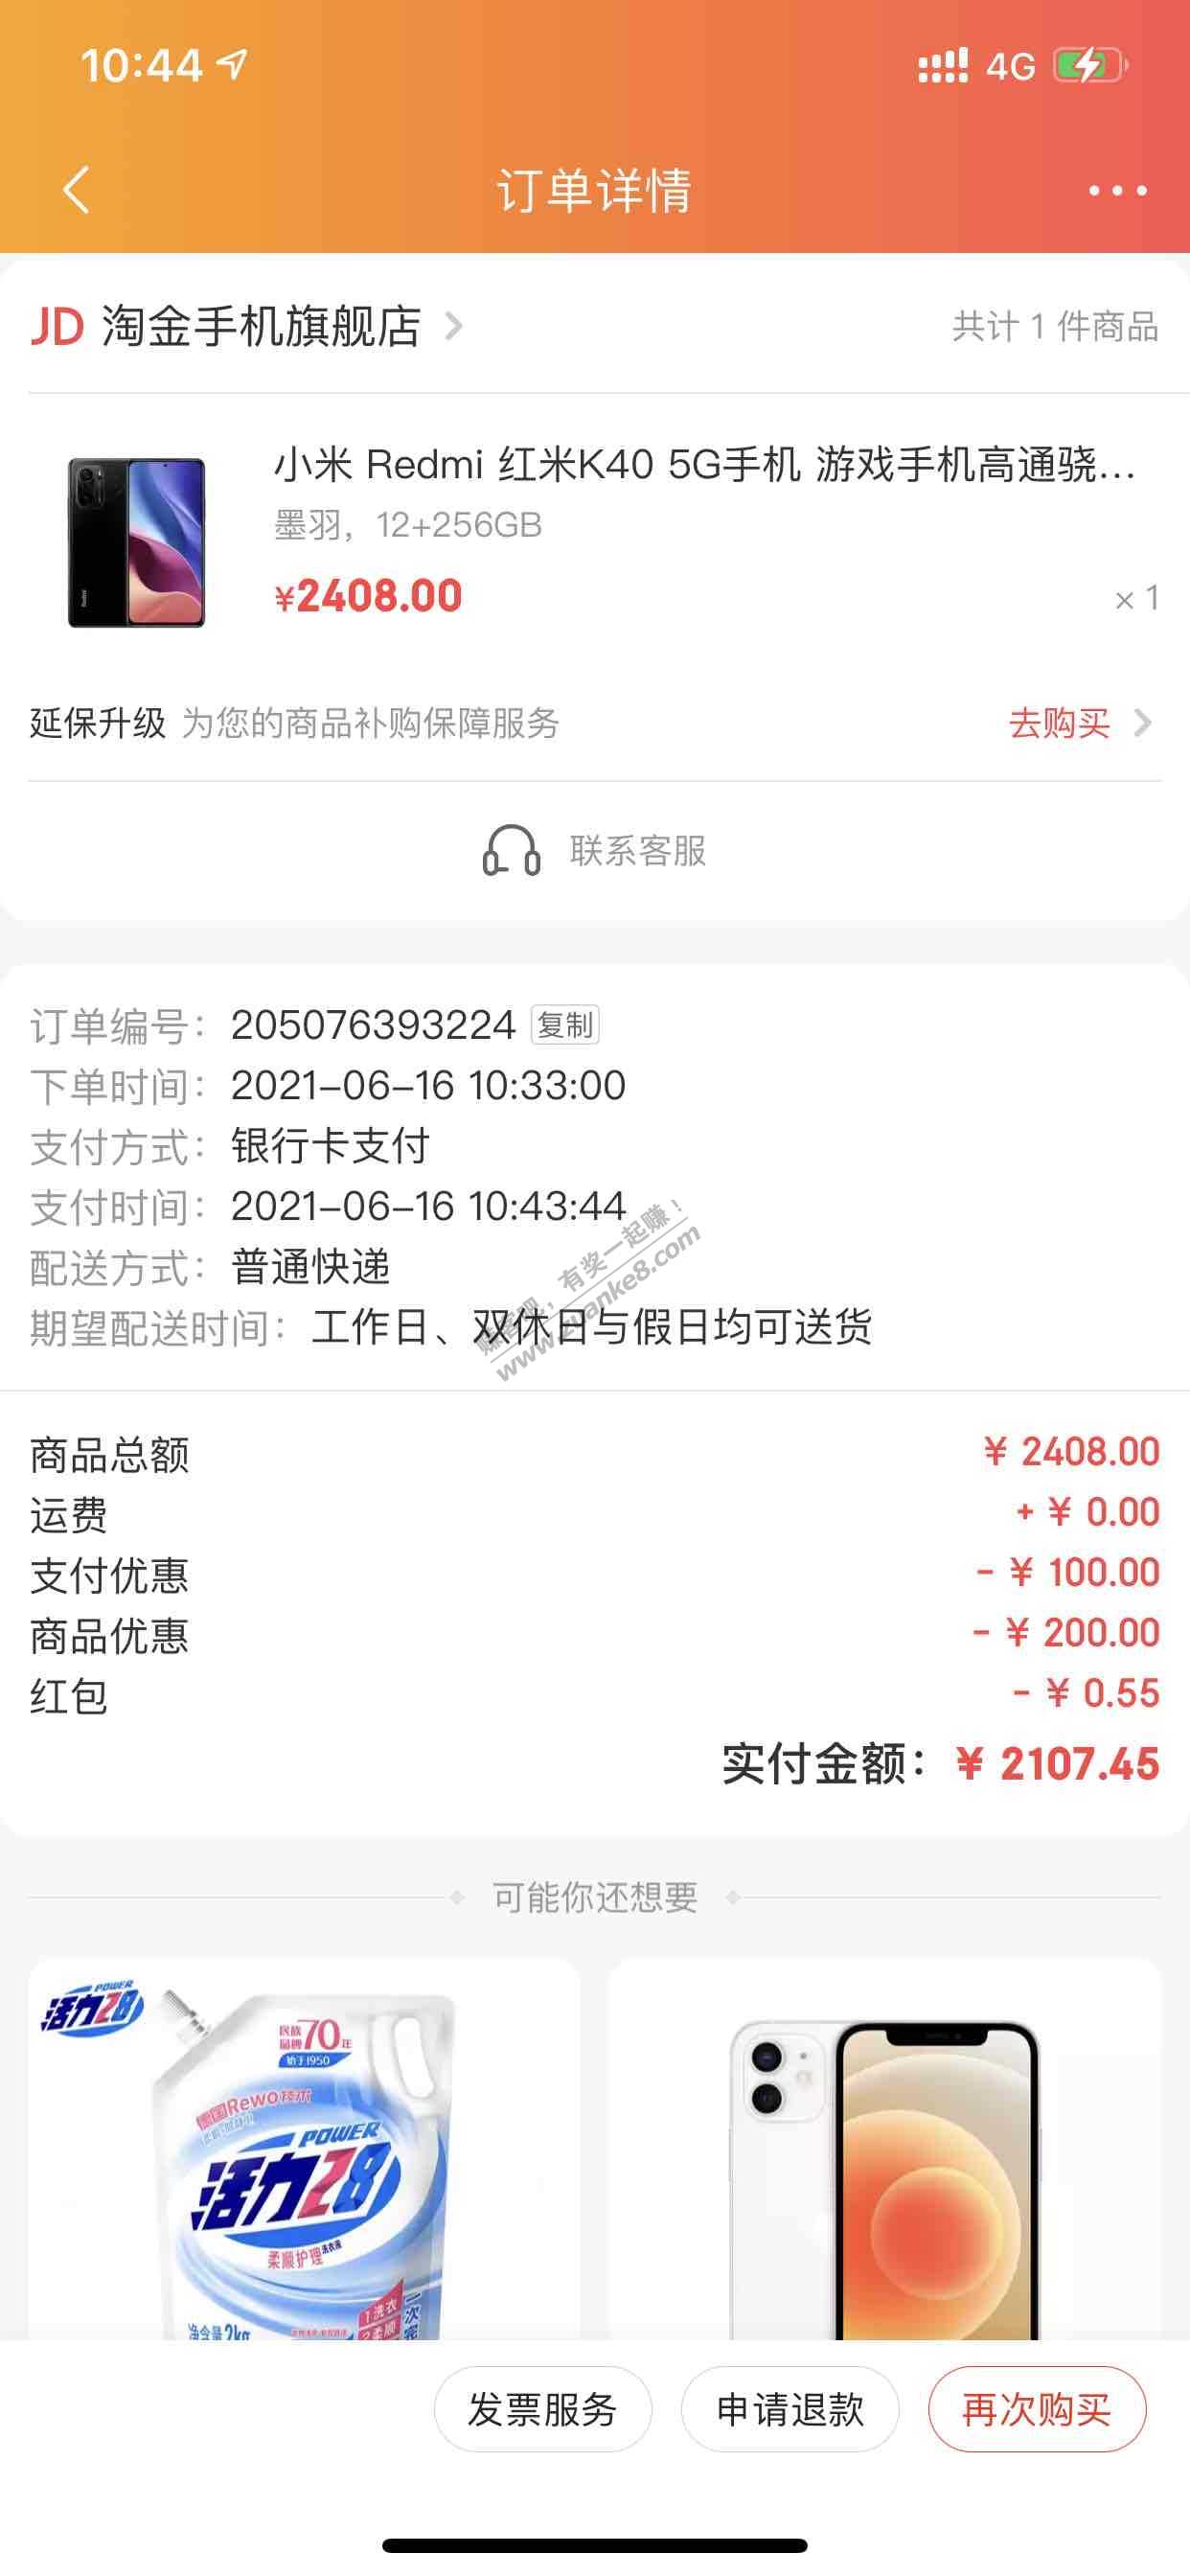 10:44
4G
订单详情
JD 淘金手机旗舰店
共计 1 件商品
小米 Redmi 红米K40 5G手机 游戏手机高通骁...
墨羽，12+256GB
¥2408.00
× 1
延保升级 为您的商品补购保障服务
去购买
联系客服
订单编号： 205076393224 复制
下单时间： 2021-06-16 10:33:00
支付方式： 银行卡支付
支付时间： 2021-06-16 10:43:44
配送方式： 普通快递
期望配送时间： 工作日、双休日与假日均可送货
赚客吧，有奖一起赚！
www.zuanke8.com
商品总额 ¥ 2408.00
运费 + ¥ 0.00
支付优惠 - ¥ 100.00
商品优惠 - ¥ 200.00
红包 - ¥ 0.55
实付金额： ¥ 2107.45
可能你还想要
POWER
活力28
民族品牌70年
始于1950
德国Rewo技术
POWER
活力28
柔顺护理洗衣液
1洗衣
2柔顺
净含量2kg
发票服务
申请退款
再次购买